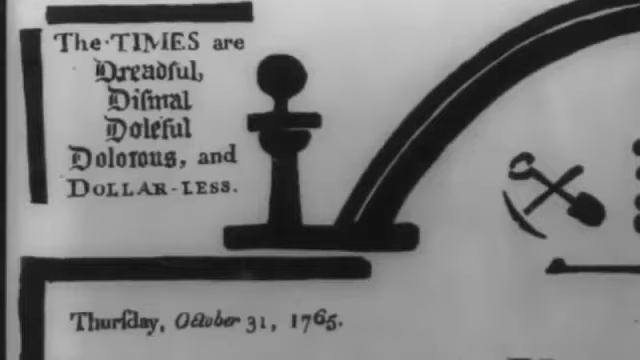 The TIMES are
Dreadful,
Diſmal
Doleful
Dolorous, and
DOLLAR-LESS.
Thurſday, October 31, 1765.